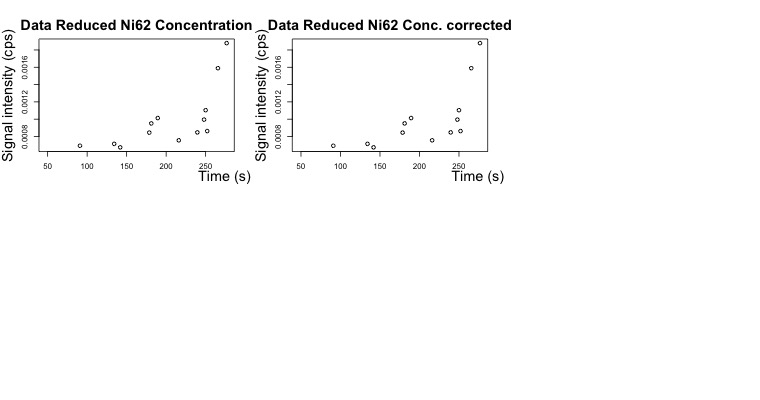 Data Reduced Ni62 Concentration
Signal intensity (cps)
0.0008 0.0012 0.0016
50 100 150 200 250
Time (s)
Data Reduced Ni62 Conc. corrected
Signal intensity (cps)
0.0008 0.0012 0.0016
50 100 150 200 250
Time (s)